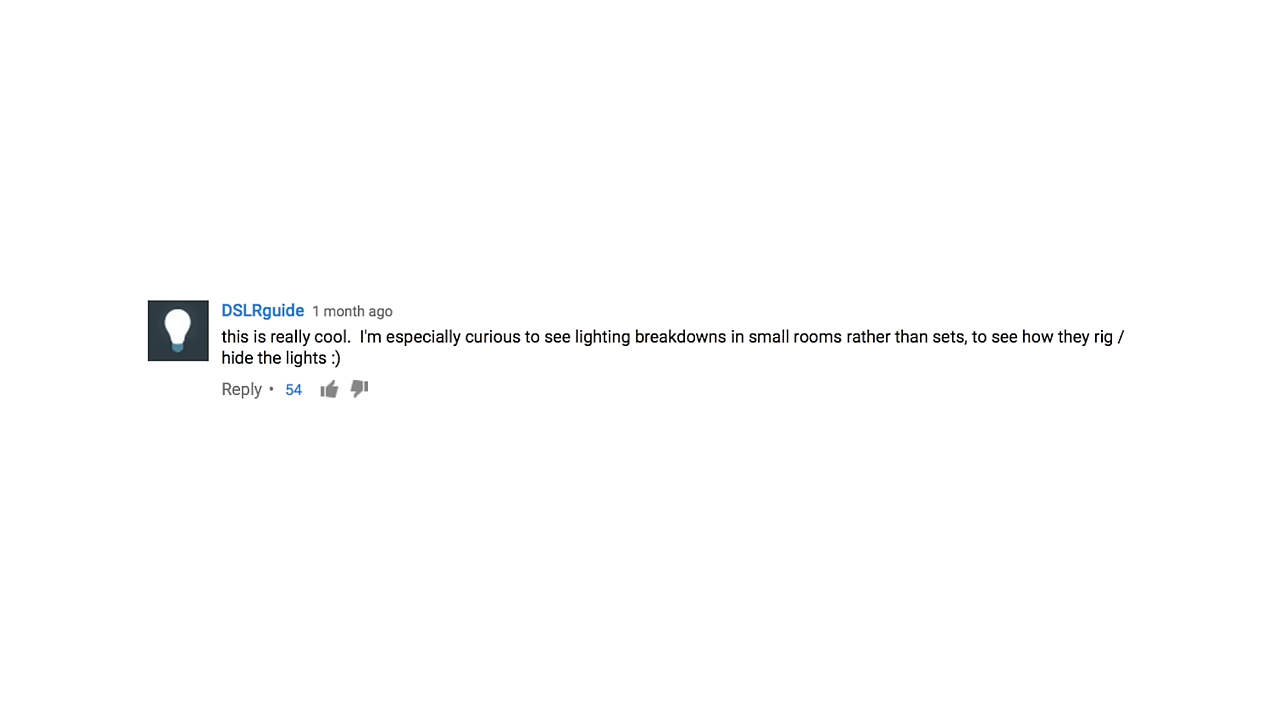 DSLRguide 1 month ago
this is really cool.  I'm especially curious to see lighting breakdowns in small rooms rather than sets, to see how they rig /
hide the lights :)
Reply • 54